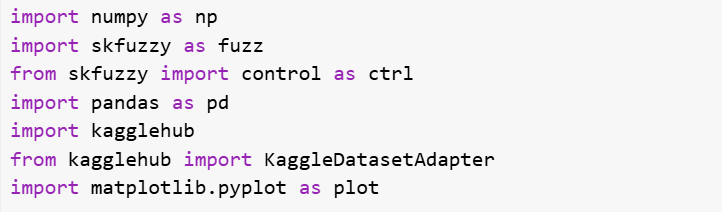 import numpy as np
import skfuzzy as fuzz
from skfuzzy import control as ctrl
import pandas as pd
import kagglehub
from kagglehub import KaggleDatasetAdapter
import matplotlib.pyplot as plot